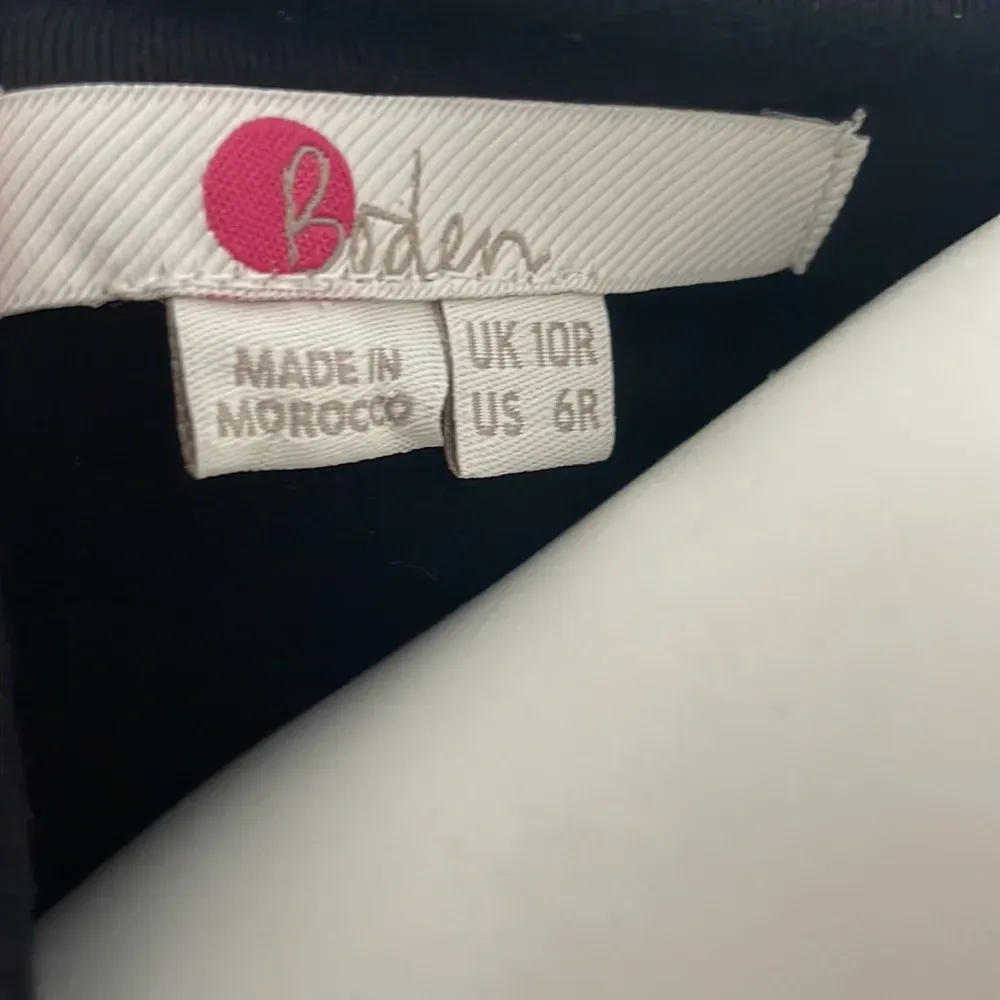 Boden
MADE IN
MOROCCO
UK 10R
US 6R